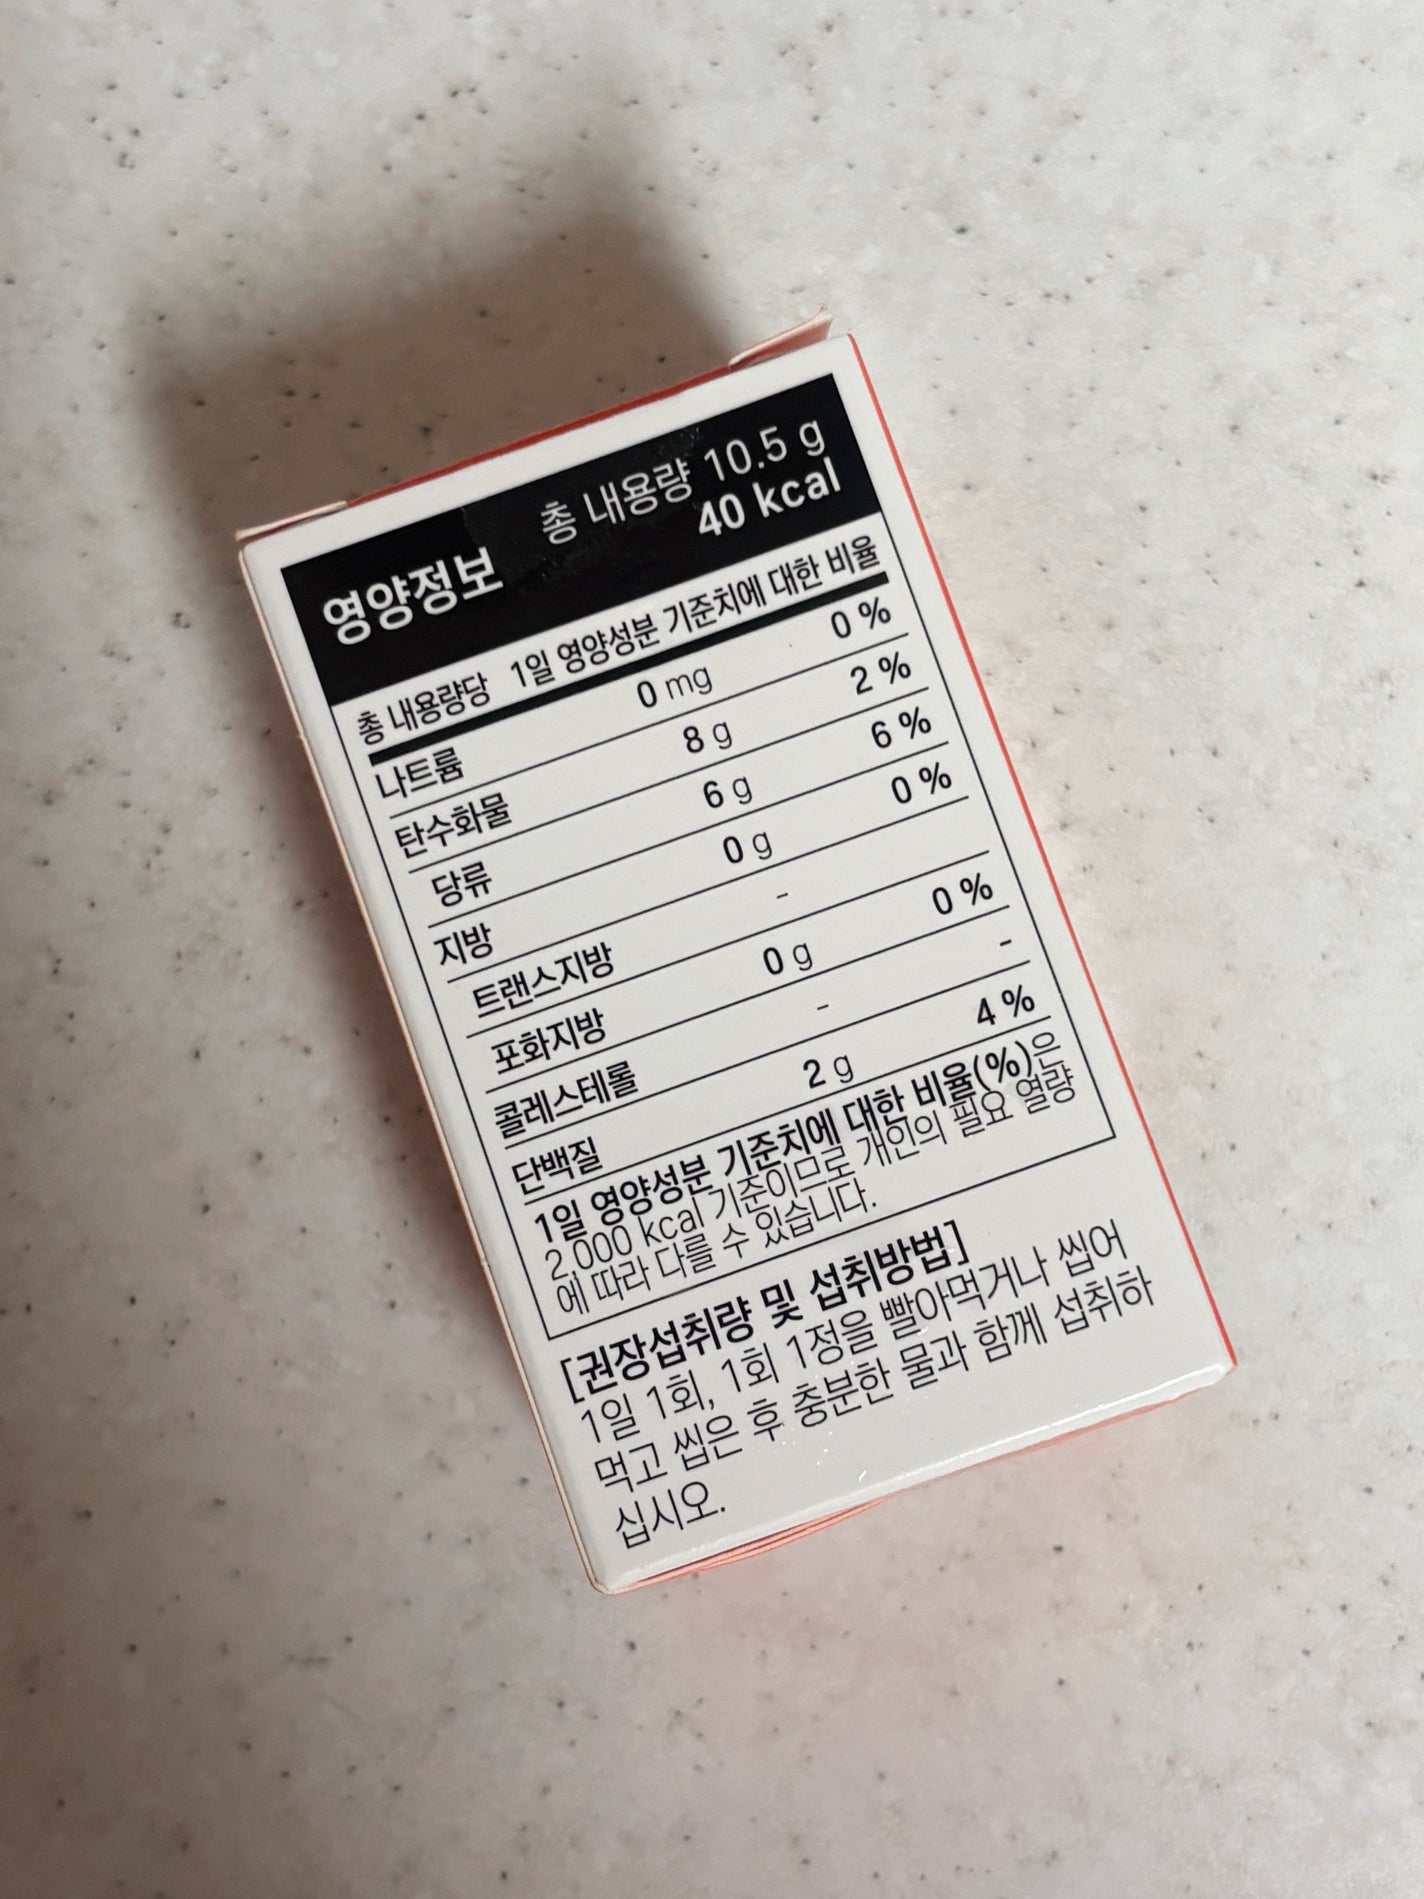 영양정보 총 내용량 10.5 g
40 kcal
총 내용량당 1일 영양성분 기준치에 대한 비율
나트륨 0 mg 0 %
탄수화물 8 g 2 %
당류 6 g 6 %
지방 0 g 0 %
트랜스지방 -
포화지방 0 g 0 %
콜레스테롤 - -
단백질 2 g 4 %
1일 영양성분 기준치에 대한 비율(%)은
2,000 kcal 기준이므로 개인의 필요 열량
에 따라 다를 수 있습니다.
[권장섭취량 및 섭취방법]
1일 1회, 1회 1정을 빨아먹거나 씹어
먹고 씹은 후 충분한 물과 함께 섭취하
십시오.